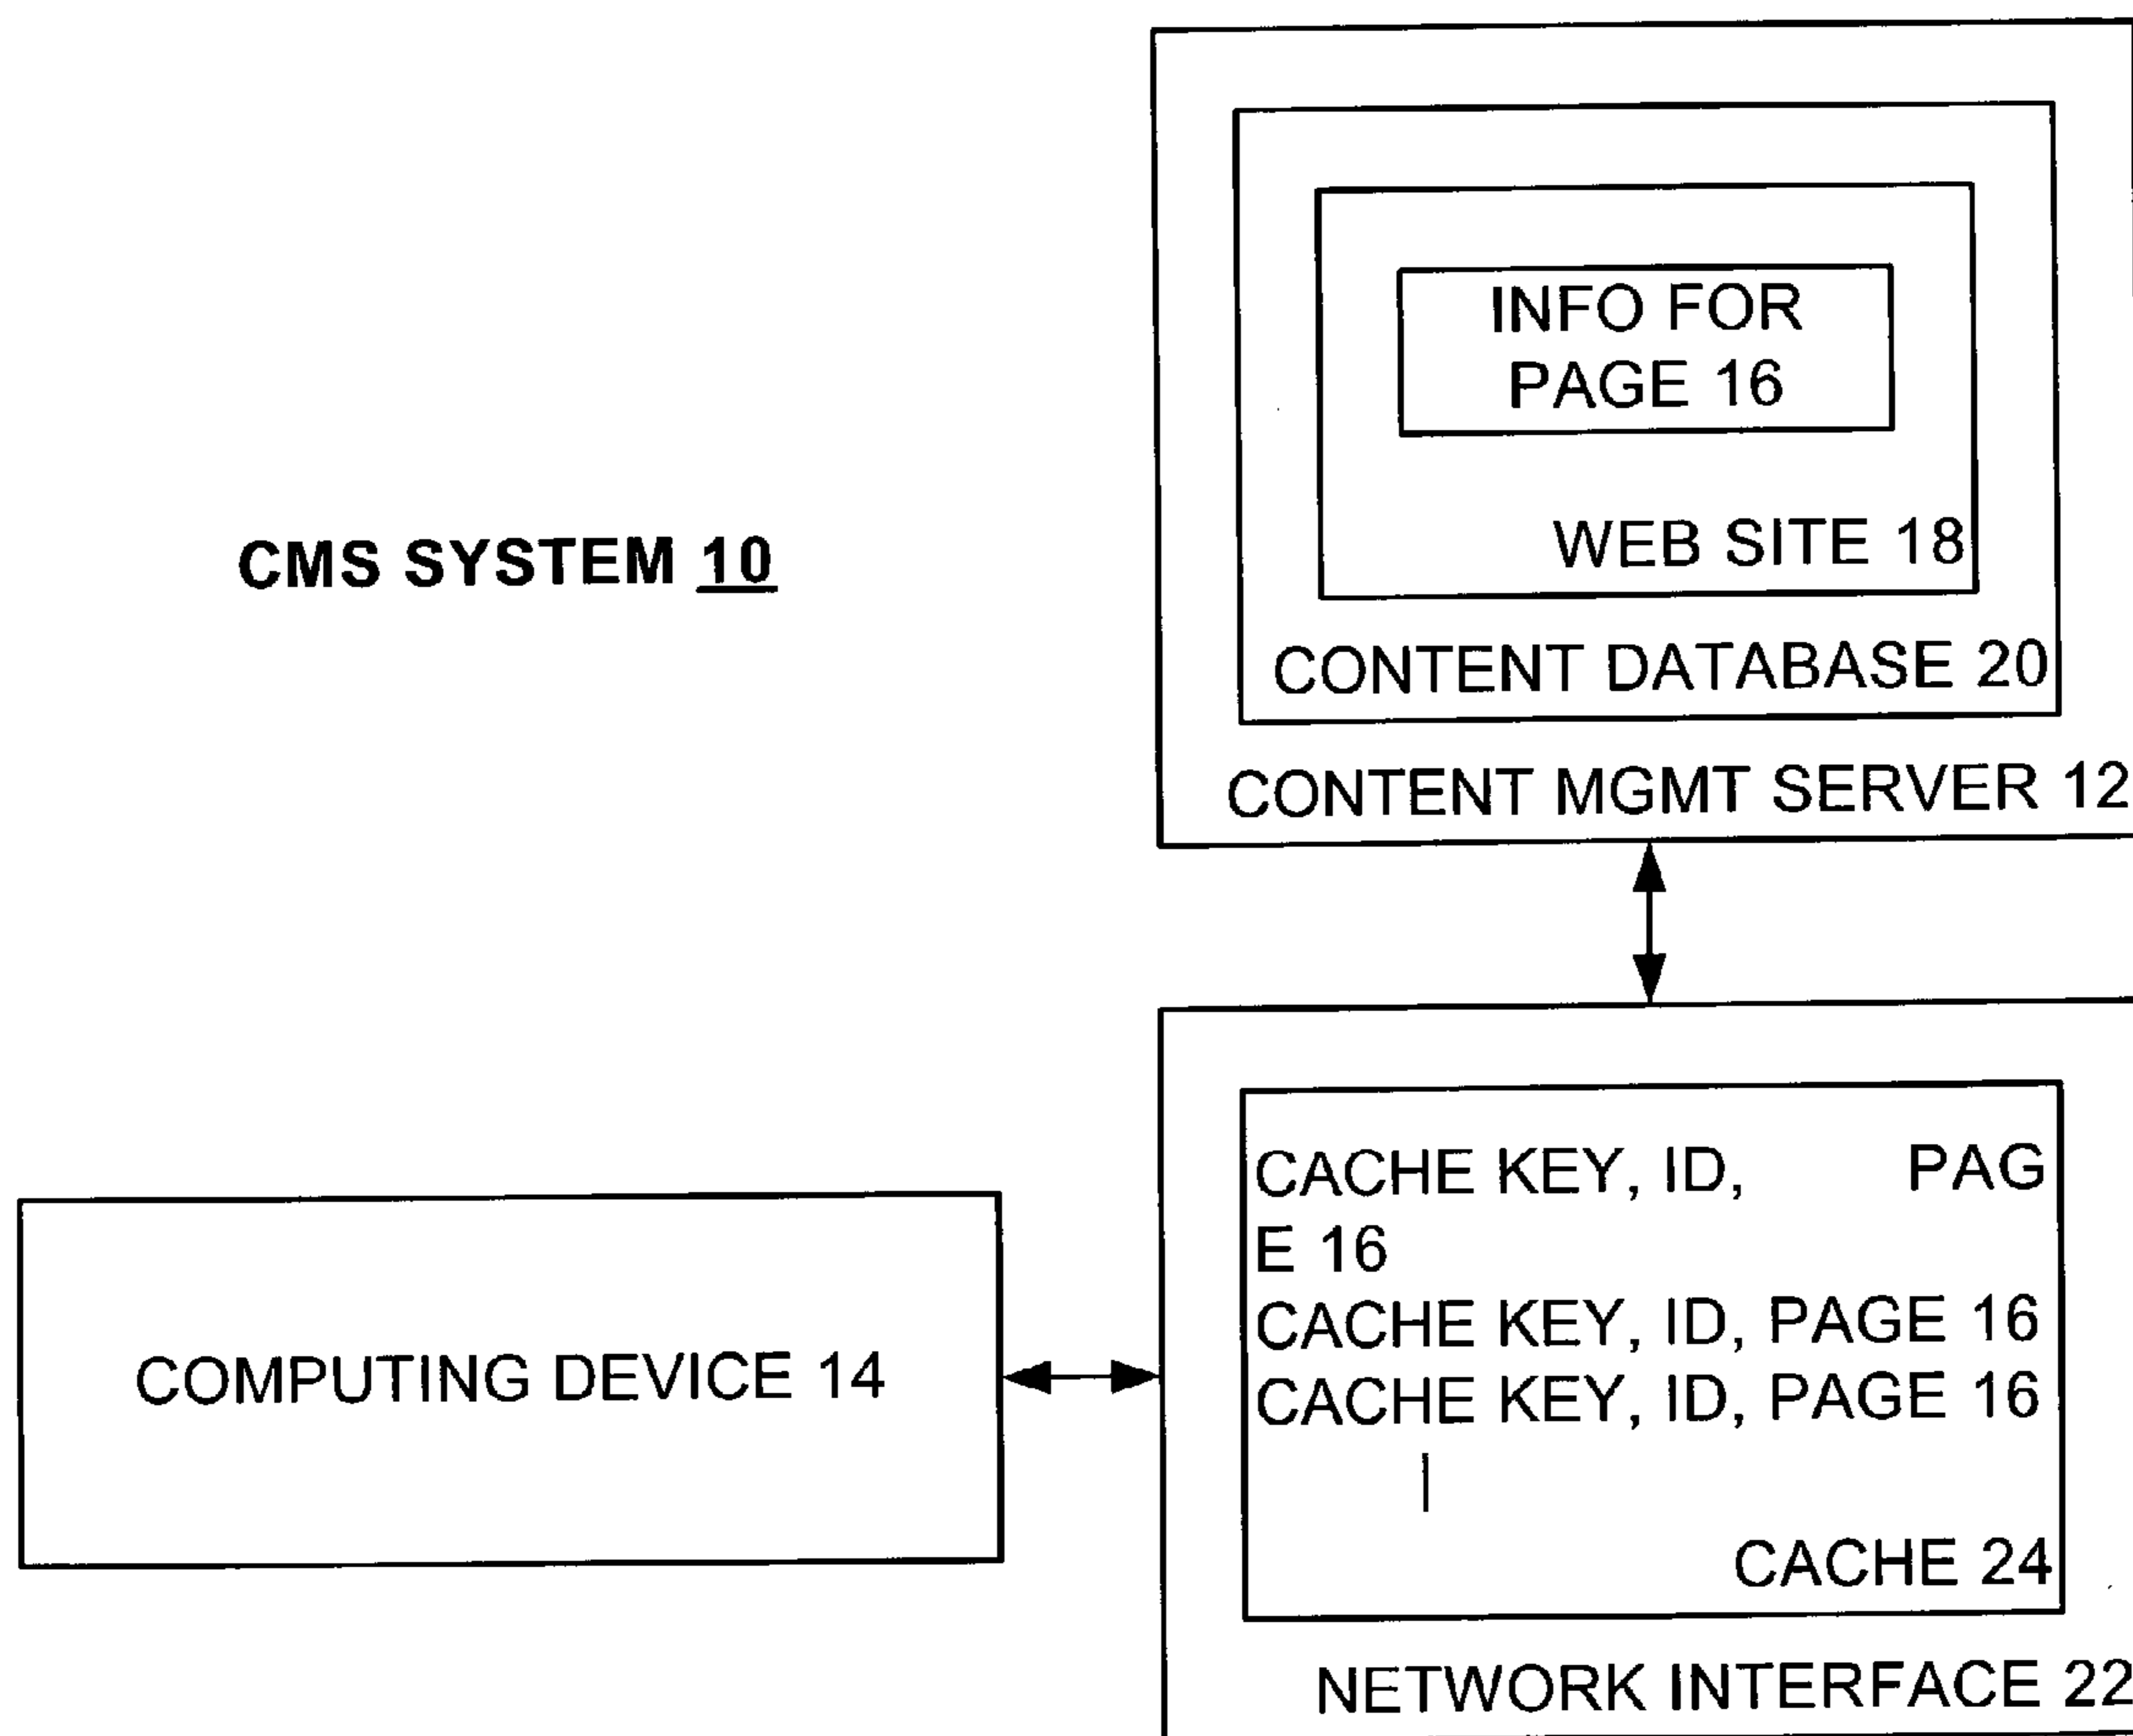 INFO FOR
PAGE 16
WEB SITE 18
CMS SYSTEM 10
CONTENT DATABASE 20
CONTENT MGMT SERVER 12
CACHE KEY, ID, PAG
E 16
CACHE KEY, ID, PAGE 16
CACHE KEY, ID, PAGE 16
COMPUTING DEVICE 14
CACHE 24
NETWORK INTERFACE 22